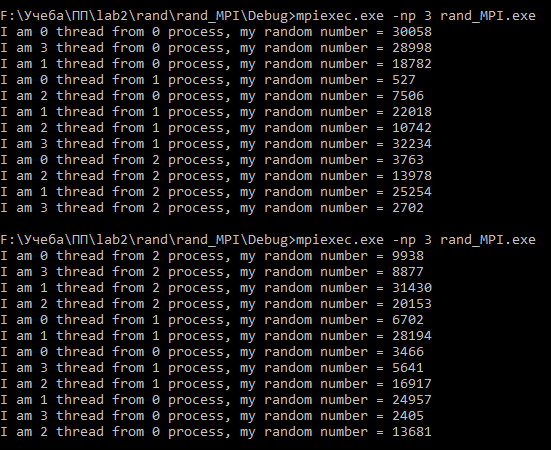 F:\Учеба\ПП\lab2\rand\rand_MPI\Debug>mpiexec.exe -np 3 rand_MPI.exe
I am 0 thread from 0 process, my random number = 30058
I am 3 thread from 0 process, my random number = 28998
I am 1 thread from 0 process, my random number = 18782
I am 0 thread from 1 process, my random number = 527
I am 2 thread from 0 process, my random number = 7506
I am 1 thread from 1 process, my random number = 22018
I am 2 thread from 1 process, my random number = 10742
I am 3 thread from 1 process, my random number = 32234
I am 0 thread from 2 process, my random number = 3763
I am 2 thread from 2 process, my random number = 13978
I am 1 thread from 2 process, my random number = 25254
I am 3 thread from 2 process, my random number = 2702
F:\Учеба\ПП\lab2\rand\rand_MPI\Debug>mpiexec.exe -np 3 rand_MPI.exe
I am 0 thread from 2 process, my random number = 9938
I am 3 thread from 2 process, my random number = 8877
I am 1 thread from 2 process, my random number = 31430
I am 2 thread from 2 process, my random number = 20153
I am 0 thread from 1 process, my random number = 6702
I am 1 thread from 1 process, my random number = 28194
I am 0 thread from 0 process, my random number = 3466
I am 3 thread from 1 process, my random number = 5641
I am 2 thread from 1 process, my random number = 16917
I am 1 thread from 0 process, my random number = 24957
I am 3 thread from 0 process, my random number = 2405
I am 2 thread from 0 process, my random number = 13681